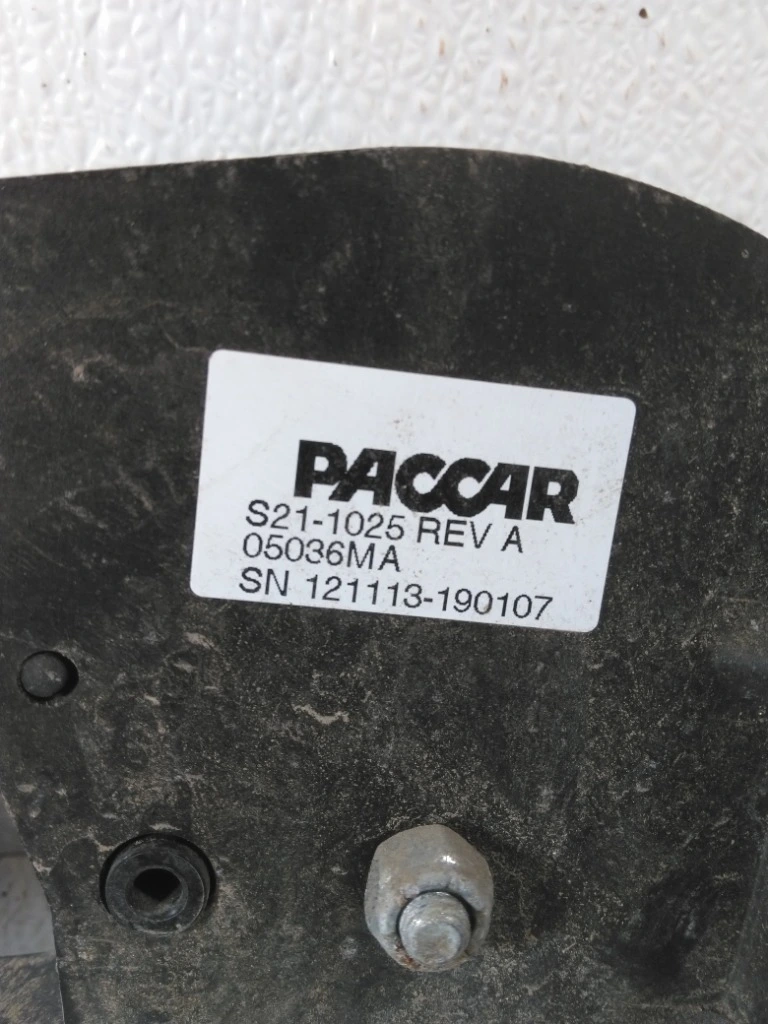 PACCAR
S21-1025 REV A
05036MA
SN 121113-190107